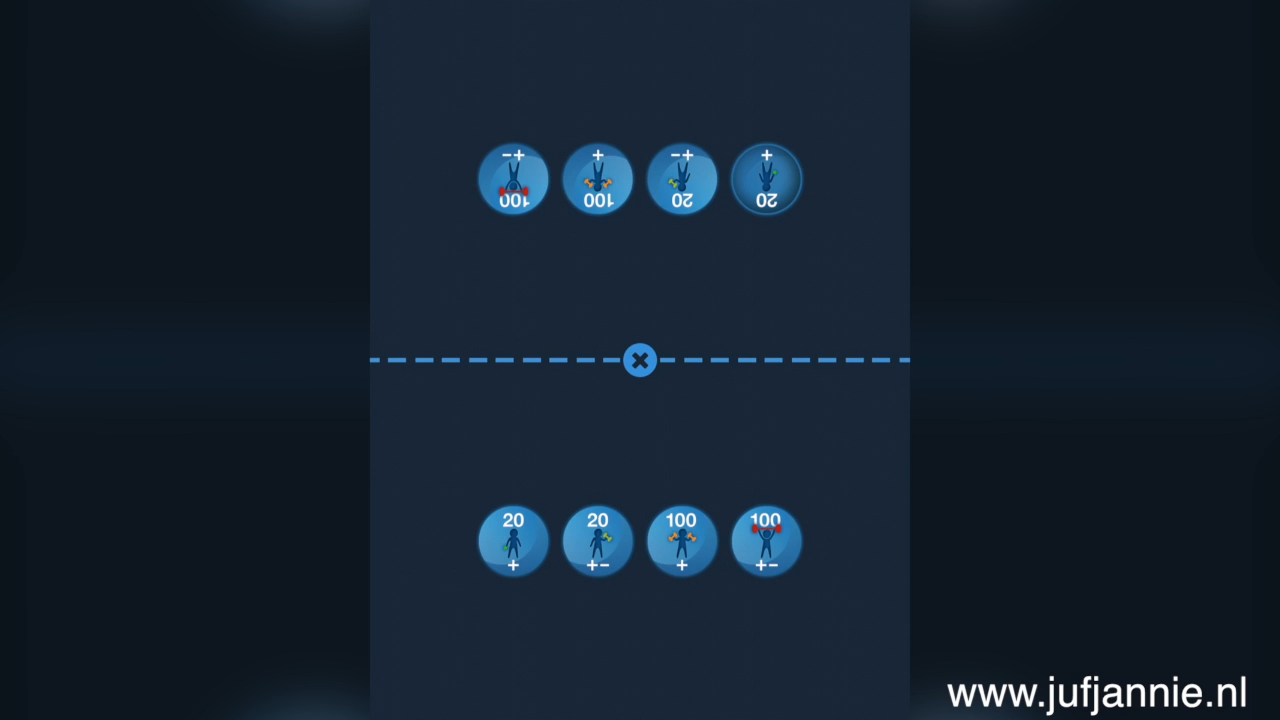 -+ + -+ +
100 100 20 20
20 20 100 100
+ +- + +-
www.jufjannie.nl